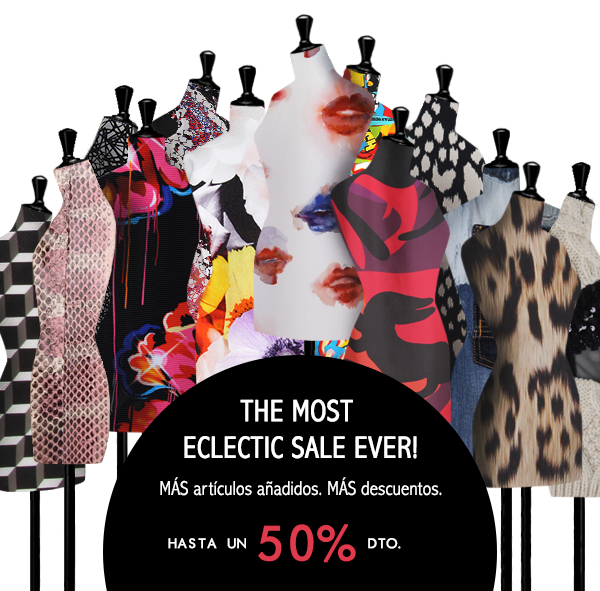 THE MOST
ECLECTIC SALE EVER!
MÁS artículos añadidos. MÁS descuentos.
HASTA UN 50% DTO.